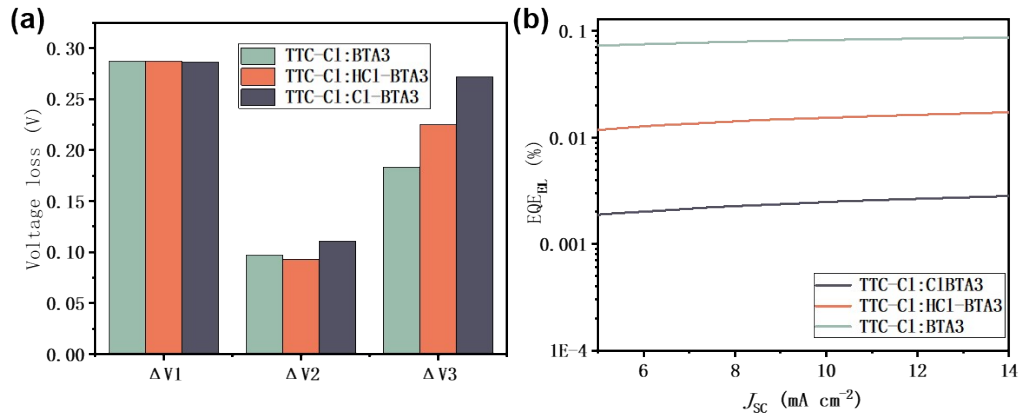 (a)
Voltage loss (V)
0.30
0.25
0.20
0.15
0.10
0.05
0.00
TTC-Cl:BTA3
TTC-Cl:HCl-BTA3
TTC-Cl:Cl-BTA3
ΔV1
ΔV2
ΔV3
(b)
EQE_EL (%)
0.1
0.01
0.001
1E-4
TTC-Cl:ClBTA3
TTC-Cl:HCl-BTA3
TTC-Cl:BTA3
6
8
10
12
14
J_SC (mA cm⁻²)